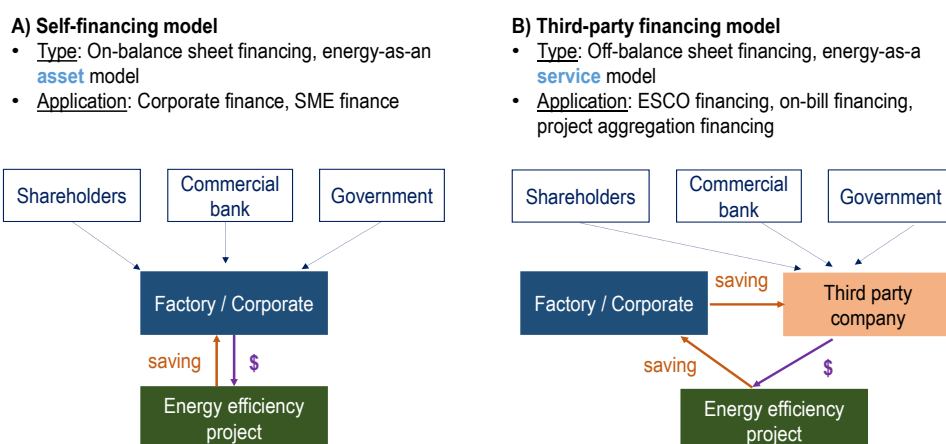 A) Self-financing model
• Type: On-balance sheet financing, energy-as-an
asset model
• Application: Corporate finance, SME finance
Shareholders
Commercial
bank
Government
Factory / Corporate
saving
$
Energy efficiency
project
B) Third-party financing model
• Type: Off-balance sheet financing, energy-as-a
service model
• Application: ESCO financing, on-bill financing,
project aggregation financing
Shareholders
Commercial
bank
Government
Factory / Corporate
saving
Third party
company
saving
$
Energy efficiency
project